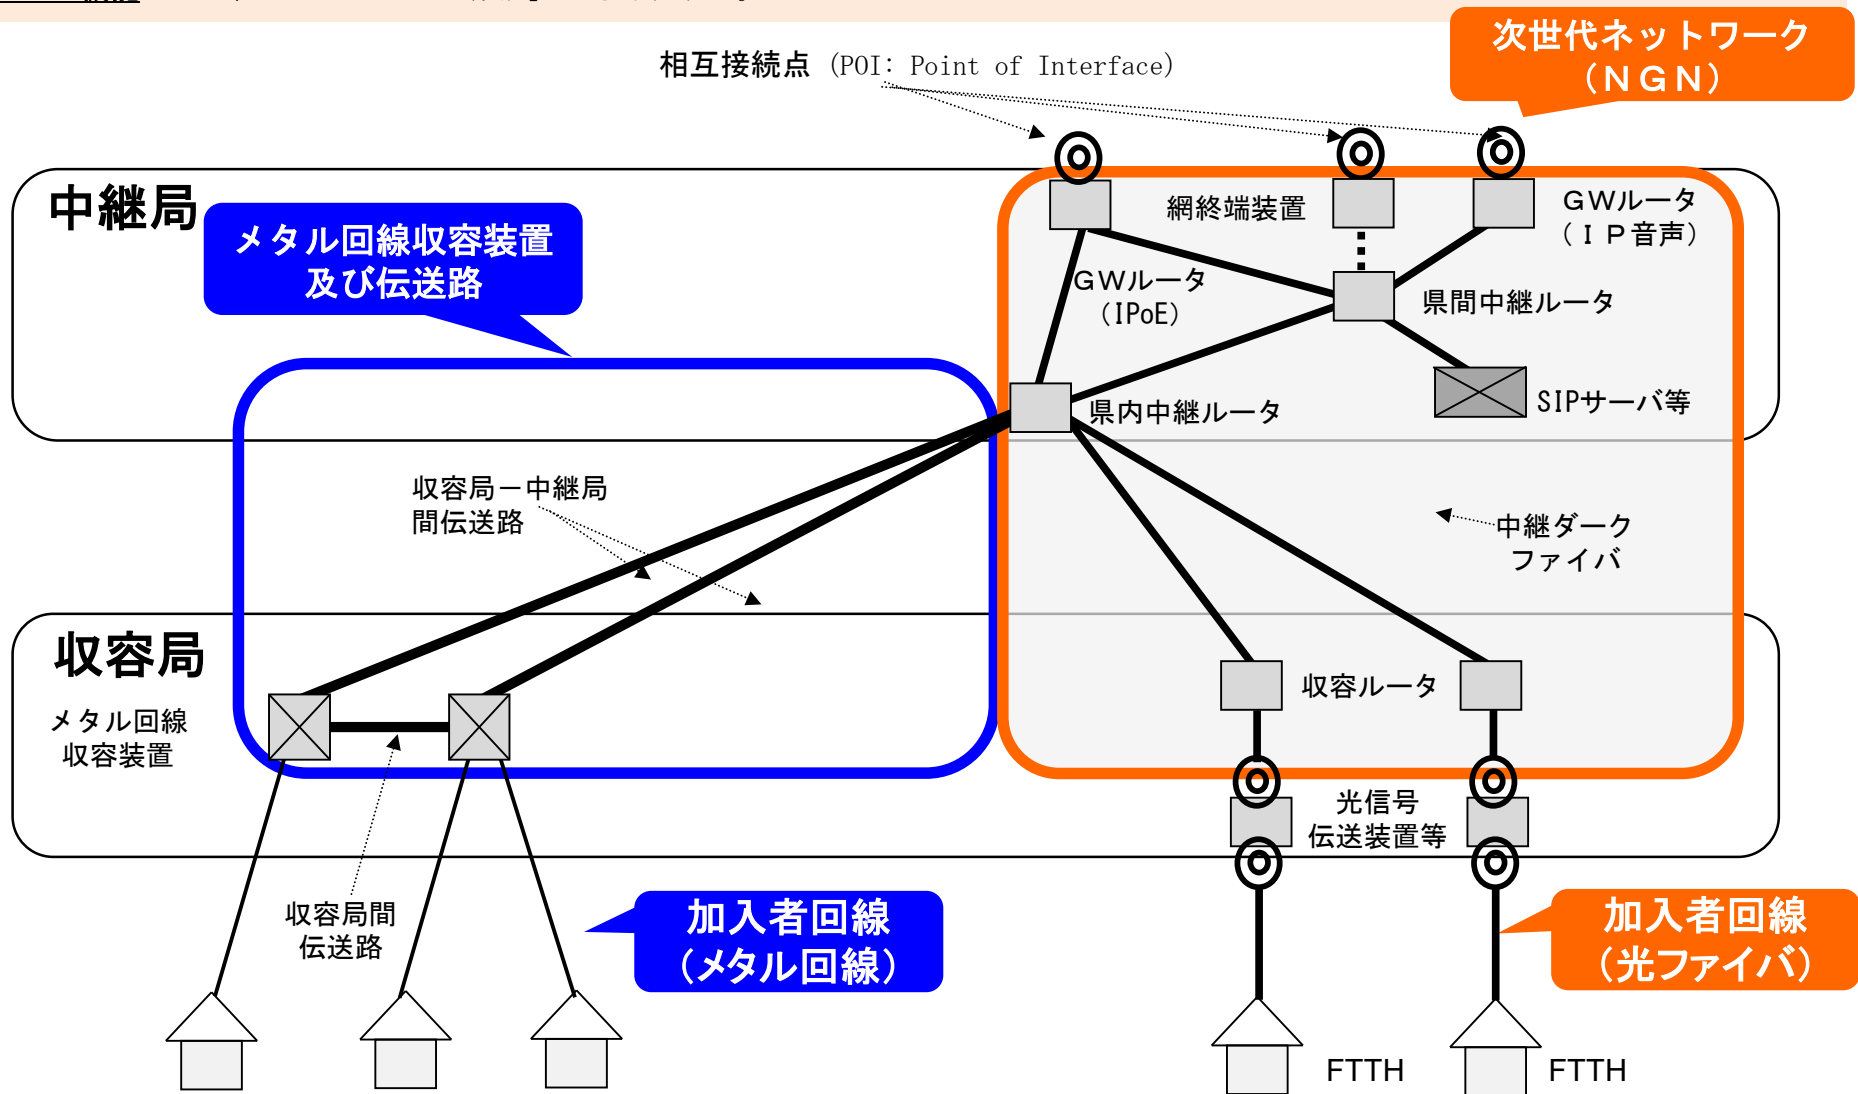 次世代ネットワーク
（ＮＧＮ）
相互接続点（POI: Point of Interface）
中継局
メタル回線収容装置
及び伝送路
網終端装置
ＧＷルータ
（ＩＰ音声）
ＧＷルータ
（IPoE）
県間中継ルータ
県内中継ルータ
SIPサーバ等
収容局－中継局
間伝送路
中継ダーク
ファイバ
収容局
メタル回線
収容装置
収容ルータ
光信号
伝送装置等
収容局間
伝送路
加入者回線
（メタル回線）
加入者回線
（光ファイバ）
FTTH
FTTH